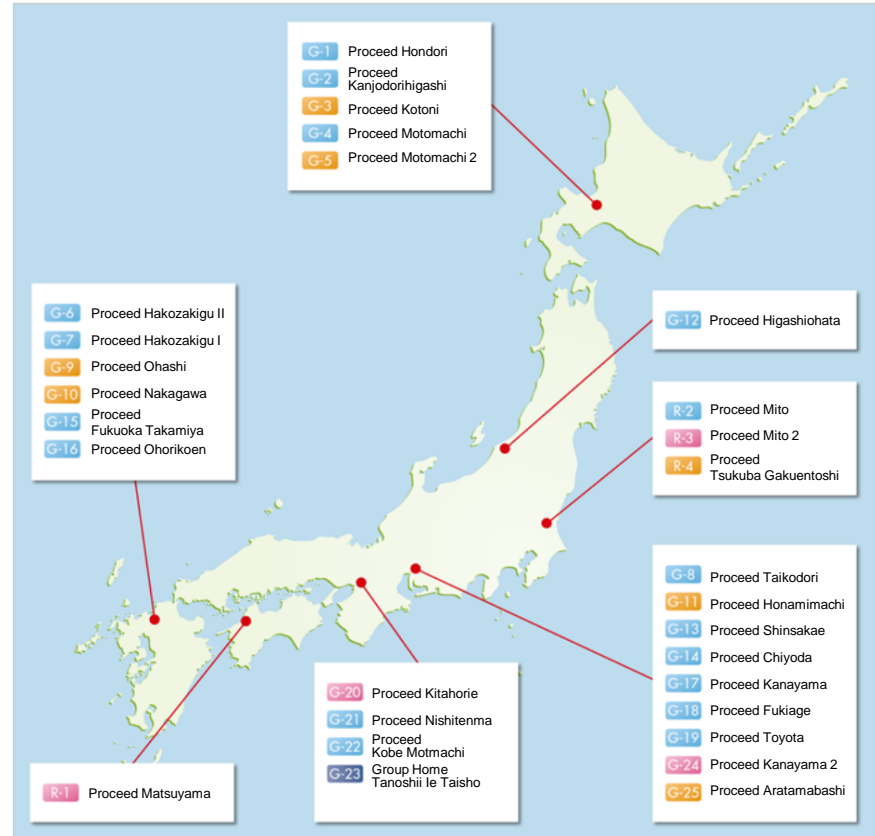 G-1 Proceed Hondori
G-2 Proceed
Kanjodorihigashi
G-3 Proceed Kotoni
G-4 Proceed Motomachi
G-5 Proceed Motomachi 2
G-6 Proceed Hakozakigu II
G-7 Proceed Hakozakigu I
G-9 Proceed Ohashi
G-10 Proceed Nakagawa
G-15 Proceed
Fukuoka Takamiya
G-16 Proceed Ohorikoen
G-12 Proceed Higashiohata
R-2 Proceed Mito
R-3 Proceed Mito 2
R-4 Proceed
Tsukuba Gakuentoshi
G-8 Proceed Taikodori
G-11 Proceed Honamimachi
G-13 Proceed Shinsakae
G-14 Proceed Chiyoda
G-17 Proceed Kanayama
G-18 Proceed Fukiage
G-19 Proceed Toyota
G-24 Proceed Kanayama 2
G-25 Proceed Aratamabashi
G-20 Proceed Kitahorie
G-21 Proceed Nishitenma
G-22 Proceed
Kobe Motmachi
G-23 Group Home
Tanoshii Ie Taisho
R-1 Proceed Matsuyama